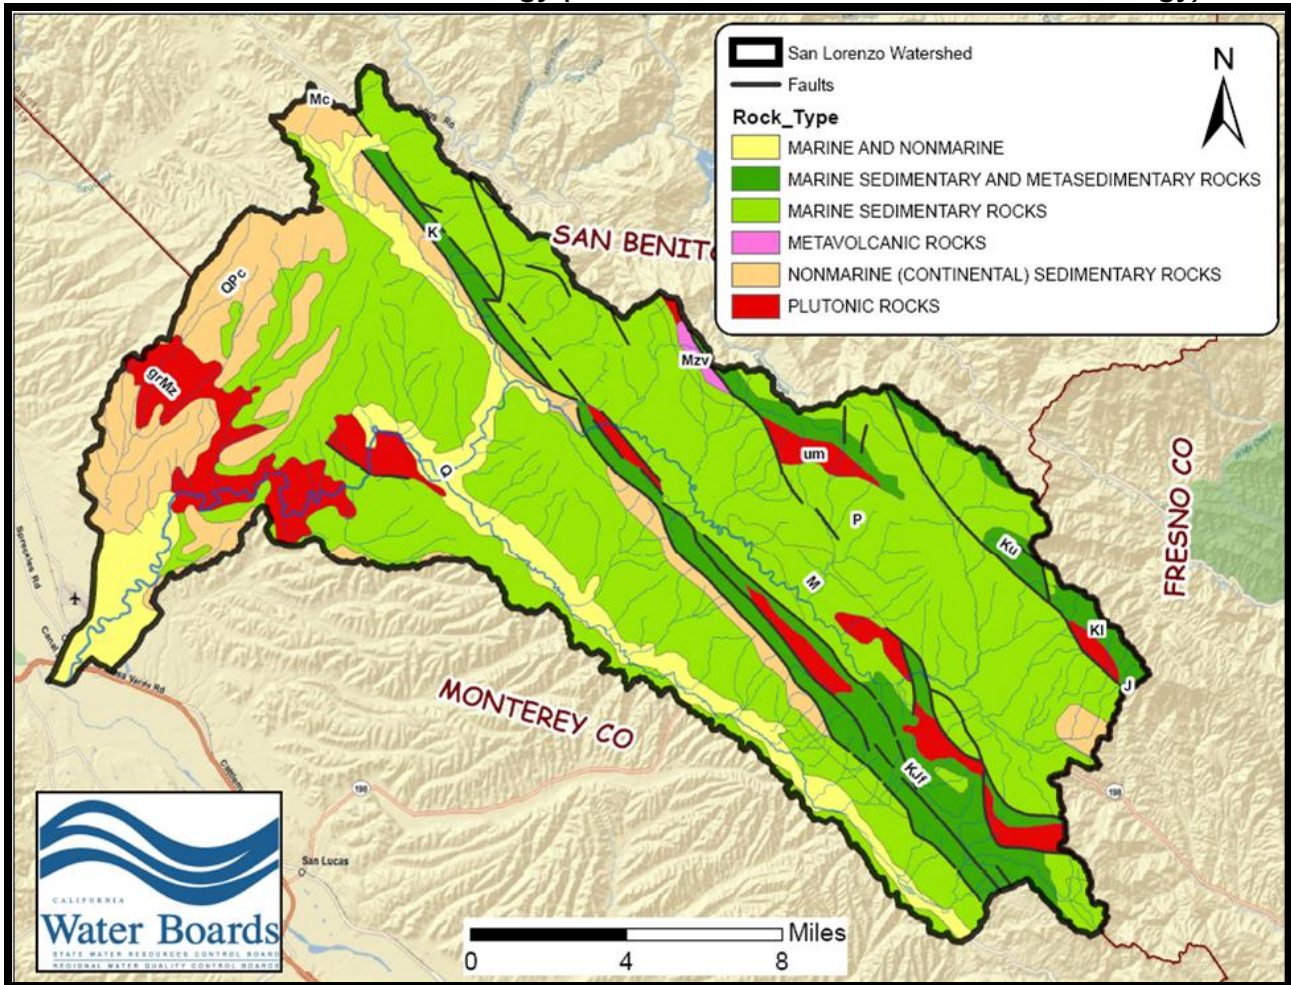 San Lorenzo Watershed
Faults
Rock_Type
MARINE AND NONMARINE
MARINE SEDIMENTARY AND METASEDIMENTARY ROCKS
MARINE SEDIMENTARY ROCKS
METAVOLCANIC ROCKS
NONMARINE (CONTINENTAL) SEDIMENTARY ROCKS
PLUTONIC ROCKS
N
Mc
K
SAN BENITO
QPc
Mzv
grMz
um
Q
P
FRESNO CO
Ku
M
Kl
J
MONTEREY CO
KJf
Spreckles Rd
198
198
San Lucas
CALIFORNIA
Water Boards
STATE WATER RESOURCES CONTROL BOARD
REGIONAL WATER QUALITY CONTROL BOARDS
Miles
0 4 8